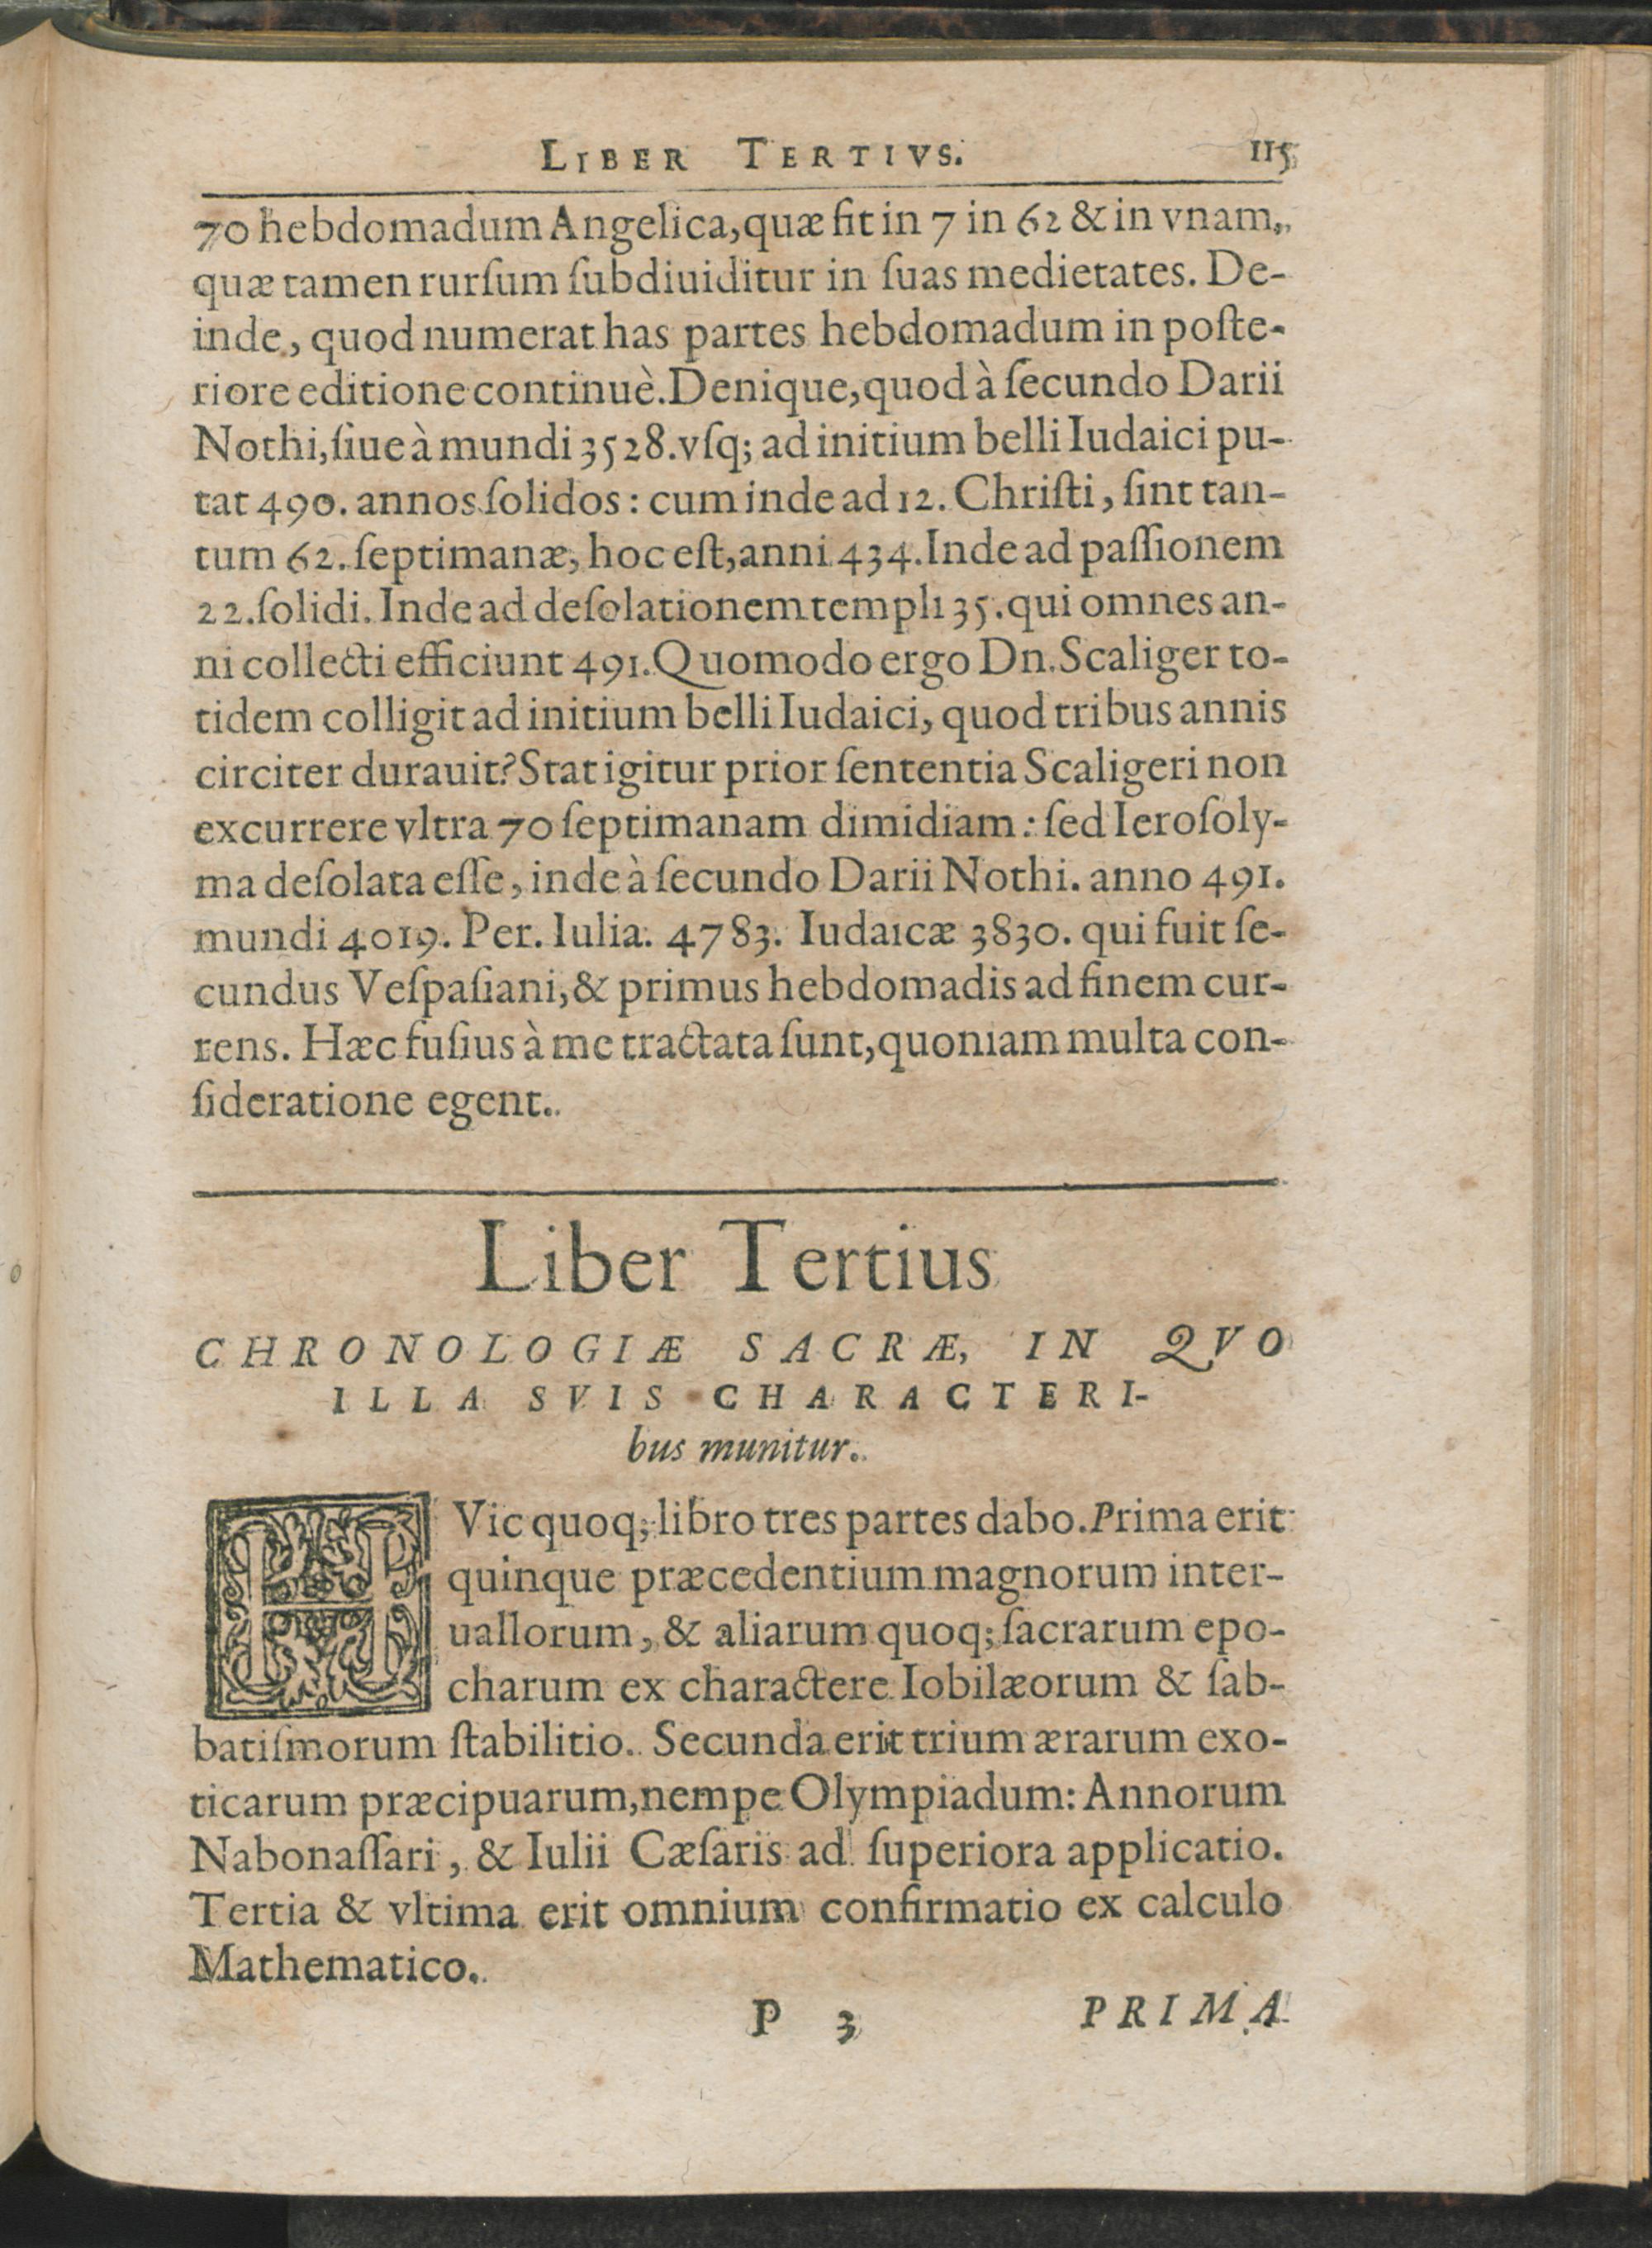 LIBER TERTIVS. 115
70 hebdomadum Angelica, quæ fit in 7 in 62 & in vnam,
quæ tamen rurſum ſubdiuiditur in ſuas medietates. De-
inde, quod numerat has partes hebdomadum in poſte-
riore editione continuè. Denique, quod à ſecundo Darii
Nothi, ſiue à mundi 3528. vſq; ad initium belli Iudaici pu-
tat 490. annos ſolidos: cum inde ad 12. Chriſti, ſint tan-
tum 62. ſeptimanæ, hoc eſt, anni 434. Inde ad paſſionem
22. ſolidi. Inde ad deſolationem templi 35. qui omnes an-
ni collecti efficiunt 491. Quomodo ergo Dn. Scaliger to-
tidem colligit ad initium belli Iudaici, quod tribus annis
circiter durauit? Stat igitur prior ſententia Scaligeri non
excurrere vltra 70 ſeptimanam dimidiam: ſed Ieroſoly-
ma deſolata eſſe, inde à ſecundo Darii Nothi. anno 491.
mundi 4019. Per. Iulia. 4783. Iudaicæ 3830. qui fuit ſe-
cundus Veſpaſiani, & primus hebdomadis ad finem cur-
rens. Hæc fuſius à me tractata ſunt, quoniam multa con-
ſideratione egent.
Liber Tertius
CHRONOLOGIÆ SACRÆ, IN QVO
ILLA SVIS CHARACTERI-
bus munitur.
HVic quoq; libro tres partes dabo. Prima erit
quinque præcedentium magnorum inter-
uallorum, & aliarum quoq; ſacrarum epo-
charum ex charactere Iobilæorum & ſab-
batiſmorum ſtabilitio. Secunda erit trium ærarum exo-
ticarum præcipuarum, nempe Olympiadum: Annorum
Nabonaſſari, & Iulii Cæſaris ad ſuperiora applicatio.
Tertia & vltima erit omnium confirmatio ex calculo
Mathematico.
P 3 PRIMA